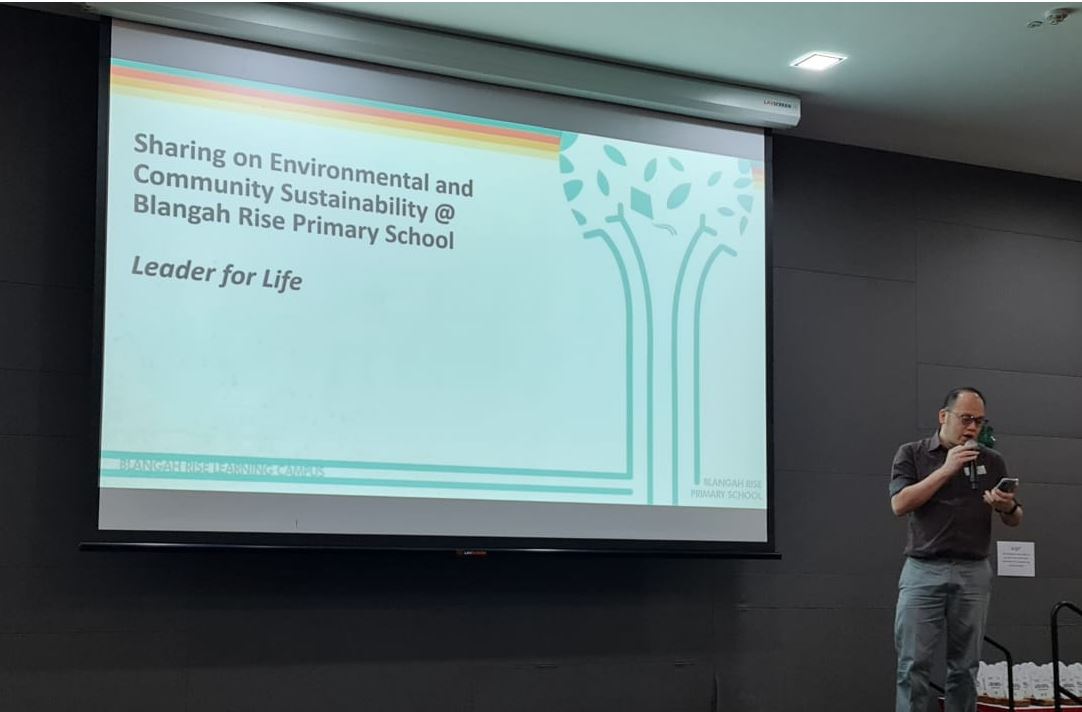 LAVSCREEN
Sharing on Environmental and
Community Sustainability @
Blangah Rise Primary School
Leader for Life
BLANGAH RISE LEARNING CAMPUS
BLANGAH RISE
PRIMARY SCHOOL